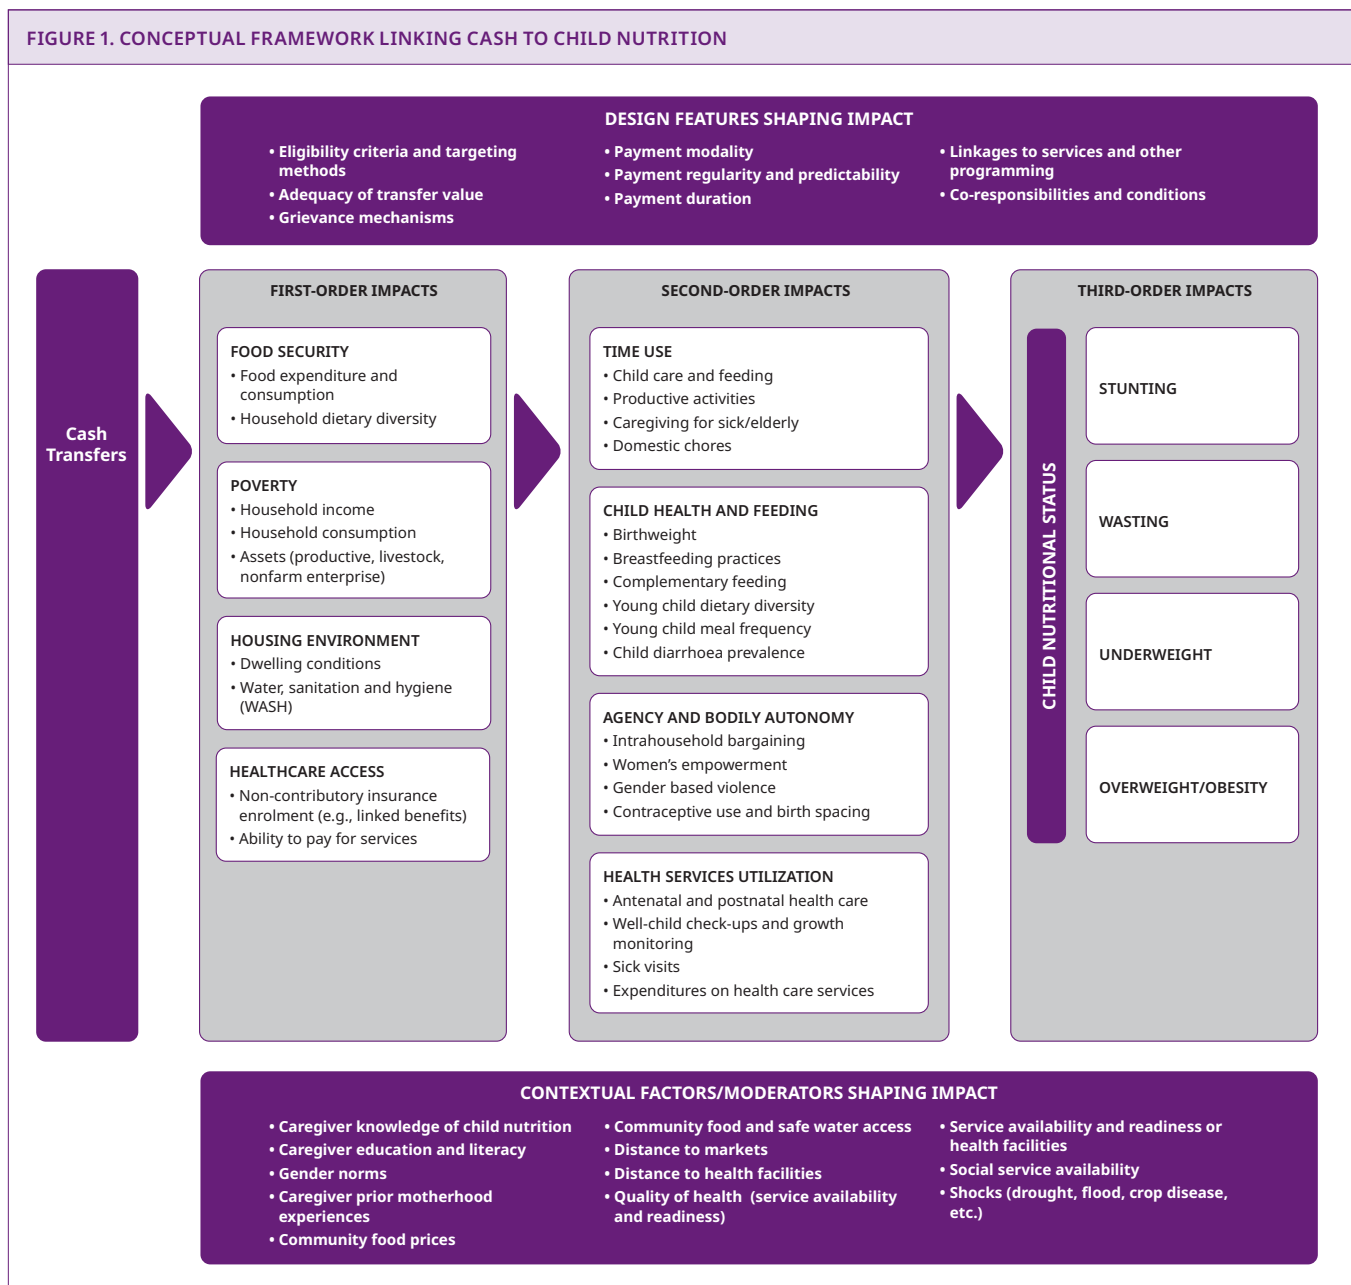 FIGURE 1. CONCEPTUAL FRAMEWORK LINKING CASH TO CHILD NUTRITION
DESIGN FEATURES SHAPING IMPACT
• Eligibility criteria and targeting
methods
• Adequacy of transfer value
• Grievance mechanisms
• Payment modality
• Payment regularity and predictability
• Payment duration
• Linkages to services and other
programming
• Co-responsibilities and conditions
Cash
Transfers
FIRST-ORDER IMPACTS
FOOD SECURITY
• Food expenditure and
consumption
• Household dietary diversity
POVERTY
• Household income
• Household consumption
• Assets (productive, livestock,
nonfarm enterprise)
HOUSING ENVIRONMENT
• Dwelling conditions
• Water, sanitation and hygiene
(WASH)
HEALTHCARE ACCESS
• Non-contributory insurance
enrolment (e.g., linked benefits)
• Ability to pay for services
SECOND-ORDER IMPACTS
TIME USE
• Child care and feeding
• Productive activities
• Caregiving for sick/elderly
• Domestic chores
CHILD HEALTH AND FEEDING
• Birthweight
• Breastfeeding practices
• Complementary feeding
• Young child dietary diversity
• Young child meal frequency
• Child diarrhoea prevalence
AGENCY AND BODILY AUTONOMY
• Intrahousehold bargaining
• Women’s empowerment
• Gender based violence
• Contraceptive use and birth spacing
HEALTH SERVICES UTILIZATION
• Antenatal and postnatal health care
• Well-child check-ups and growth
monitoring
• Sick visits
• Expenditures on health care services
THIRD-ORDER IMPACTS
CHILD NUTRITIONAL STATUS
STUNTING
WASTING
UNDERWEIGHT
OVERWEIGHT/OBESITY
CONTEXTUAL FACTORS/MODERATORS SHAPING IMPACT
• Caregiver knowledge of child nutrition
• Caregiver education and literacy
• Gender norms
• Caregiver prior motherhood
experiences
• Community food prices
• Community food and safe water access
• Distance to markets
• Distance to health facilities
• Quality of health (service availability
and readiness)
• Service availability and readiness or
health facilities
• Social service availability
• Shocks (drought, flood, crop disease,
etc.)